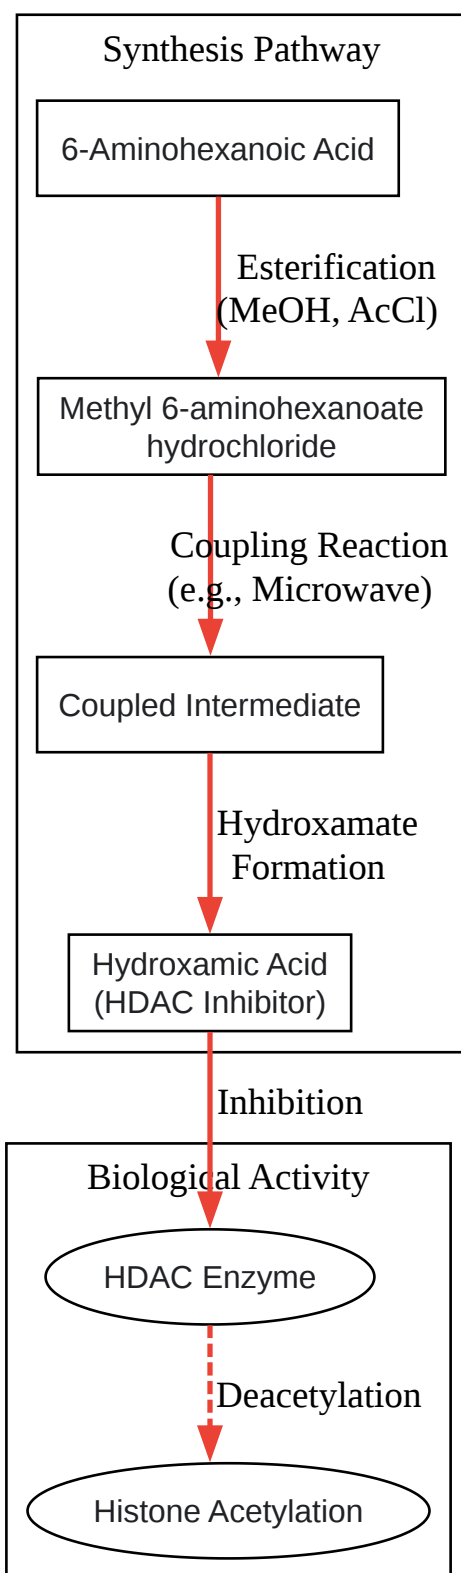 Synthesis Pathway
6-Aminohexanoic Acid
Esterification
(MeOH, AcCl)
Methyl 6-aminohexanoate
hydrochloride
Coupling Reaction
(e.g., Microwave)
Coupled Intermediate
Hydroxamate
Formation
Hydroxamic Acid
(HDAC Inhibitor)
Inhibition
Biological Activity
HDAC Enzyme
Deacetylation
Histone Acetylation